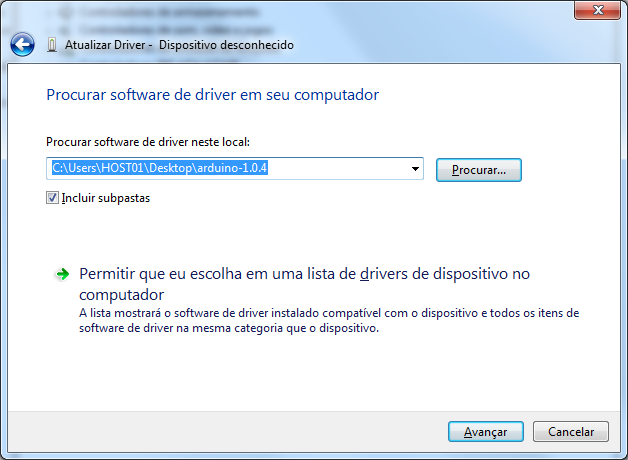 Atualizar Driver - Dispositivo desconhecido
Procurar software de driver em seu computador
Procurar software de driver neste local:
C:\Users\HOST01\Desktop\arduino-1.0.4
Procurar...
Incluir subpastas
Permitir que eu escolha em uma lista de drivers de dispositivo no
computador
A lista mostrará o software de driver instalado compatível com o dispositivo e todos os itens de
software de driver na mesma categoria que o dispositivo.
Avançar
Cancelar